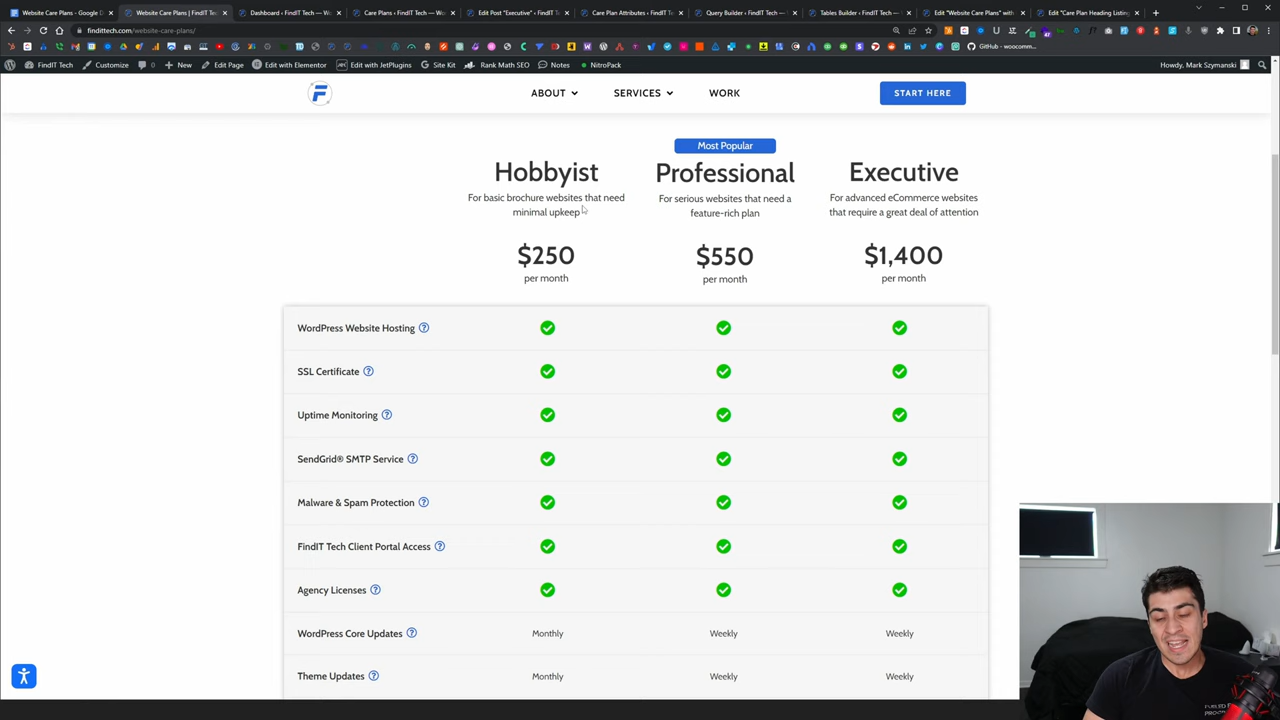 Website Care Plans - Google D
Website Care Plans | FindIT Tech
Dashboard ‹ FindIT Tech — We
Care Plans ‹ FindIT Tech — Wo
Edit Post "Executive" ‹ FindIT T
Care Plan Attributes ‹ FindIT T
Query Builder ‹ FindIT Tech —
Tables Builder ‹ FindIT Tech —
Edit "Website Care Plans" with
Edit "Care Plan Heading Listing
findittech.com/website-care-plans/
GitHub - woocomm...
FindIT Tech
Customize
0
New
Edit Page
Edit with Elementor
Edit with JetPlugins
Site Kit
Rank Math SEO
Notes
NitroPack
Howdy, Mark Szymanski
F
ABOUT
SERVICES
WORK
START HERE
Most Popular
Hobbyist
Professional
Executive
For basic brochure websites that need
minimal upkeep
For serious websites that need a
feature-rich plan
For advanced eCommerce websites
that require a great deal of attention
$250
per month
$550
per month
$1,400
per month
WordPress Website Hosting
SSL Certificate
Uptime Monitoring
SendGrid® SMTP Service
Malware & Spam Protection
FindIT Tech Client Portal Access
Agency Licenses
WordPress Core Updates Monthly Weekly Weekly
Theme Updates Monthly Weekly Weekly